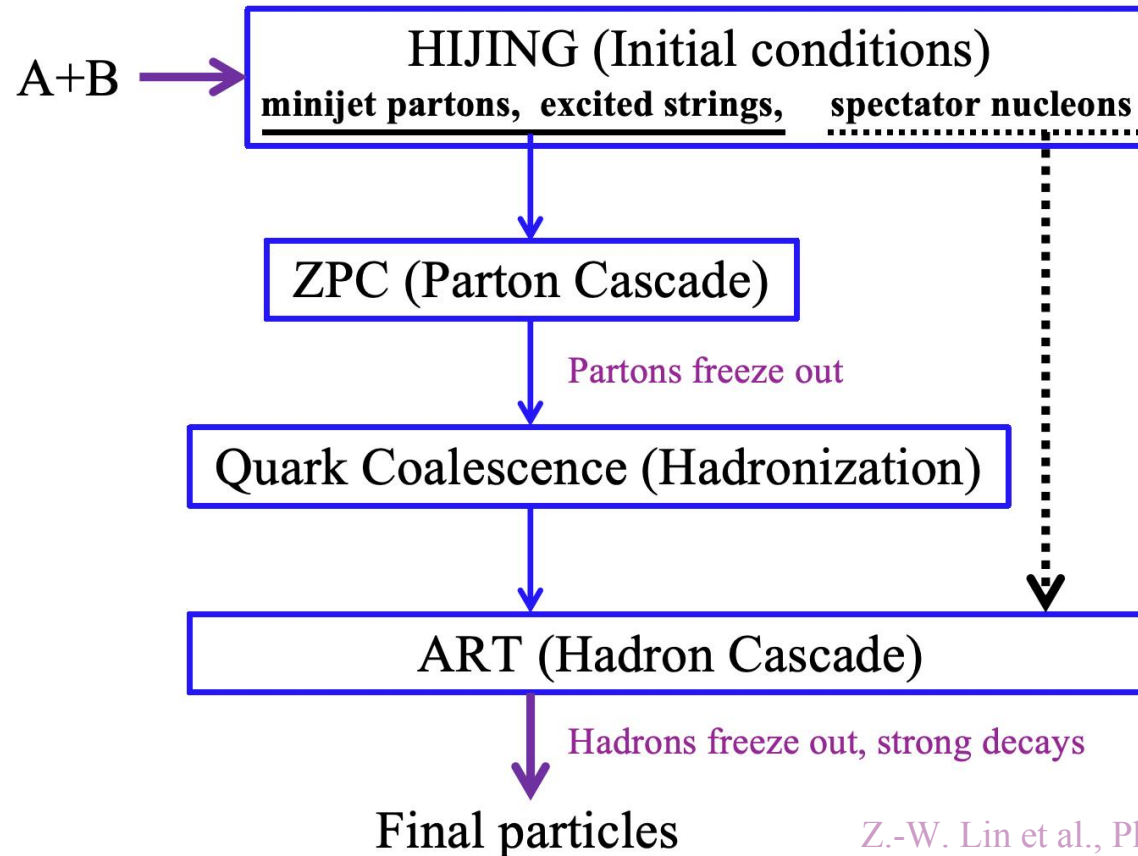 HIJING (Initial conditions)
A+B
minijet partons, excited strings, spectator nucleons
ZPC (Parton Cascade)
Partons freeze out
Quark Coalescence (Hadronization)
ART (Hadron Cascade)
Hadrons freeze out, strong decays
Final particles
Z.-W. Lin et al., Ph